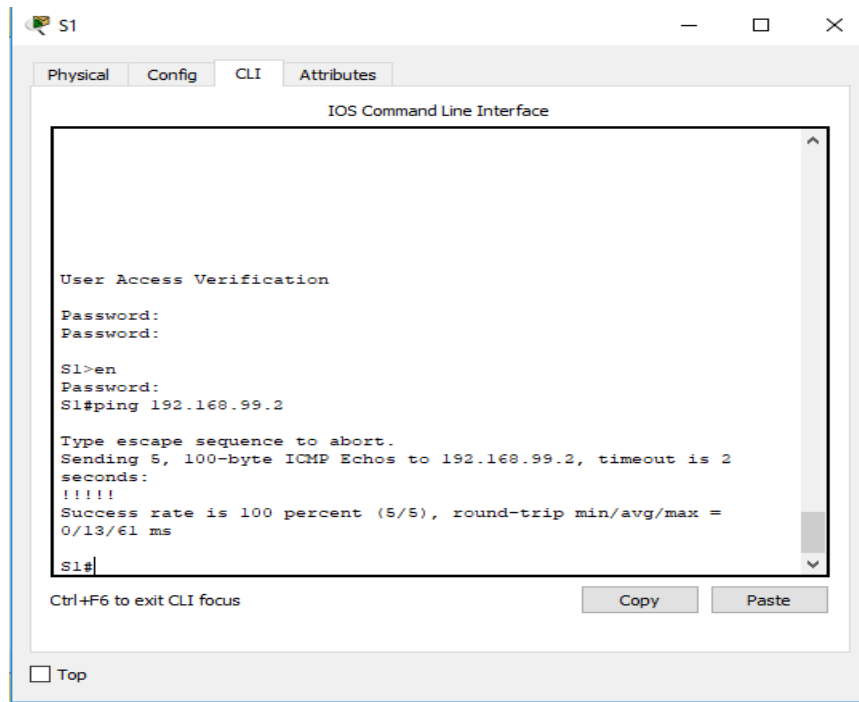 S1
Physical Config CLI Attributes
IOS Command Line Interface
User Access Verification
Password:
Password:
S1>en
Password:
S1#ping 192.168.99.2
Type escape sequence to abort.
Sending 5, 100-byte ICMP Echos to 192.168.99.2, timeout is 2
seconds:
!!!!!
Success rate is 100 percent (5/5), round-trip min/avg/max =
0/13/61 ms
S1#
Ctrl+F6 to exit CLI focus
Copy Paste
Top